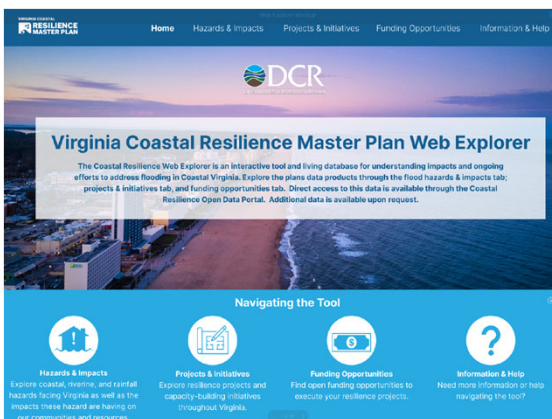 VIRGINIA COASTAL
RESILIENCE
MASTER PLAN
Home
Hazards & Impacts
Projects & Initiatives
Funding Opportunities
Information & Help
DCR
Virginia Coastal Resilience Master Plan Web Explorer
The Coastal Resilience Web Explorer is an interactive tool and living database for understanding impacts and ongoing
efforts to address flooding in Coastal Virginia. Explore the plans data products through the flood hazards & impacts tab;
projects & initiatives tab, and funding opportunities tab. Direct access to this data is available through the Coastal
Resilience Open Data Portal. Additional data is available upon request.
Navigating the Tool
Hazards & Impacts
Explore coastal, riverine, and rainfall
hazards facing Virginia as well as the
impacts these hazard are having on
our communities and resources
Projects & Initiatives
Explore resilience projects and
capacity-building initiatives
throughout Virginia.
Funding Opportunities
Find open funding opportunities to
execute your resilience projects.
Information & Help
Need more information or help
navigating the tool?